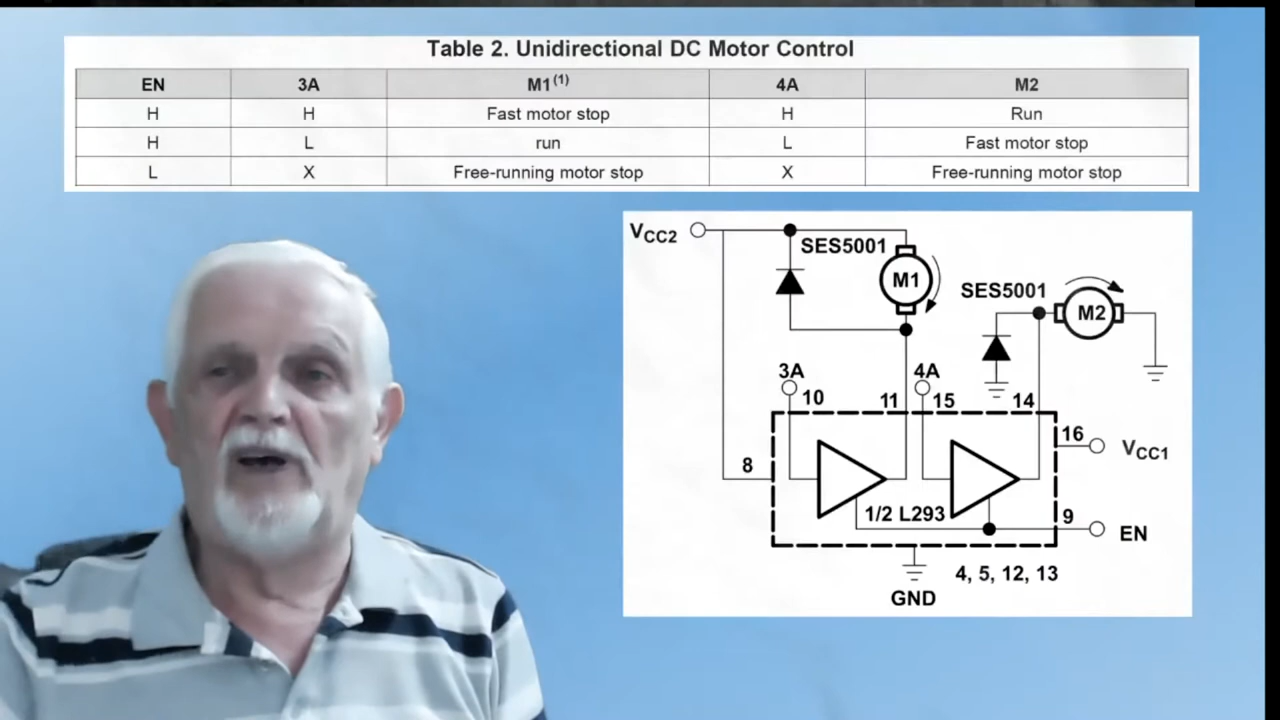 Table 2. Unidirectional DC Motor Control
EN 3A M1(1) 4A M2
H H Fast motor stop H Run
H L run L Fast motor stop
L X Free-running motor stop X Free-running motor stop
VCC2
SES5001
M1
SES5001
M2
3A
4A
10
11
15
14
16
VCC1
8
1/2 L293
9
EN
4, 5, 12, 13
GND